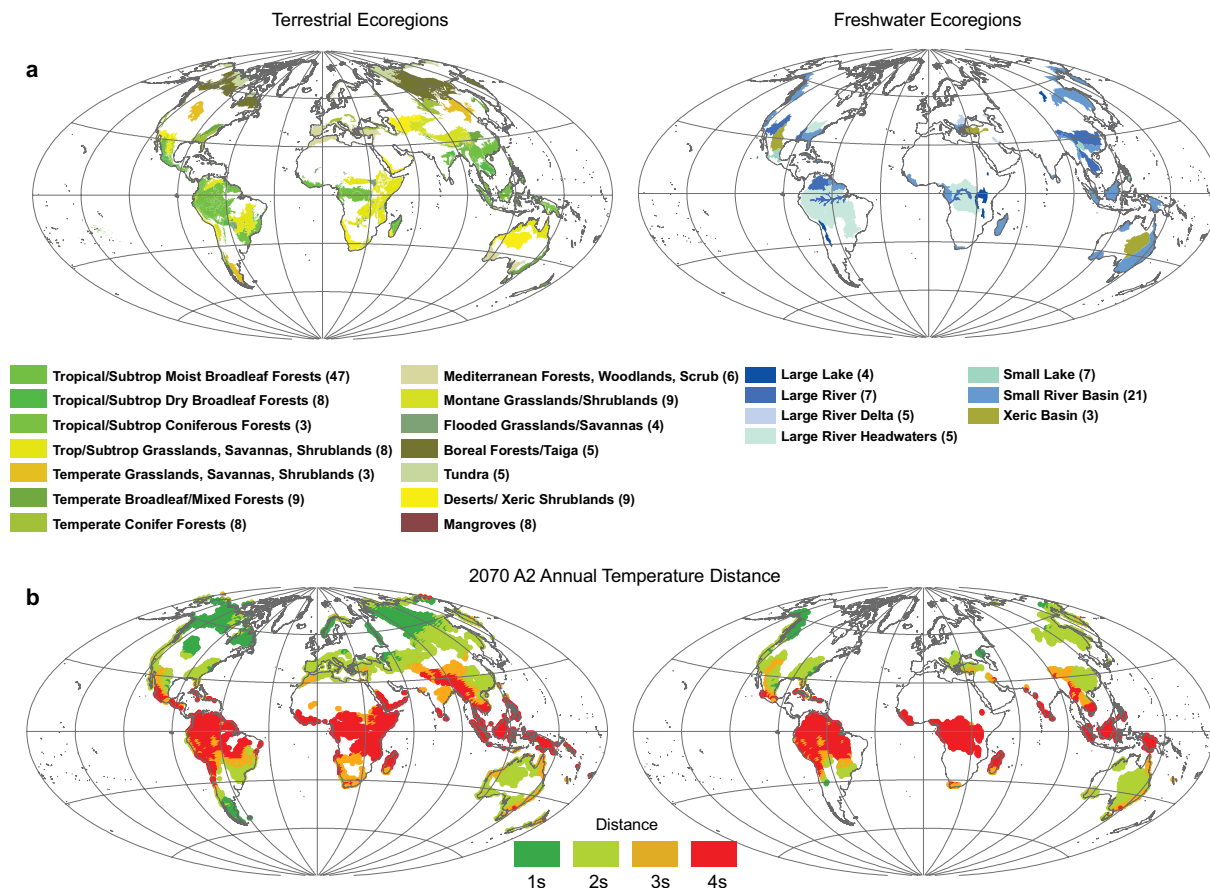 Terrestrial Ecoregions
Freshwater Ecoregions
a
Tropical/Subtrop Moist Broadleaf Forests (47)
Tropical/Subtrop Dry Broadleaf Forests (8)
Tropical/Subtrop Coniferous Forests (3)
Trop/Subtrop Grasslands, Savannas, Shrublands (8)
Temperate Grasslands, Savannas, Shrublands (3)
Temperate Broadleaf/Mixed Forests (9)
Temperate Conifer Forests (8)
Mediterranean Forests, Woodlands, Scrub (6)
Montane Grasslands/Shrublands (9)
Flooded Grasslands/Savannas (4)
Boreal Forests/Taiga (5)
Tundra (5)
Deserts/ Xeric Shrublands (9)
Mangroves (8)
Large Lake (4)
Large River (7)
Large River Delta (5)
Large River Headwaters (5)
Small Lake (7)
Small River Basin (21)
Xeric Basin (3)
2070 A2 Annual Temperature Distance
b
Distance
1s
2s
3s
4s